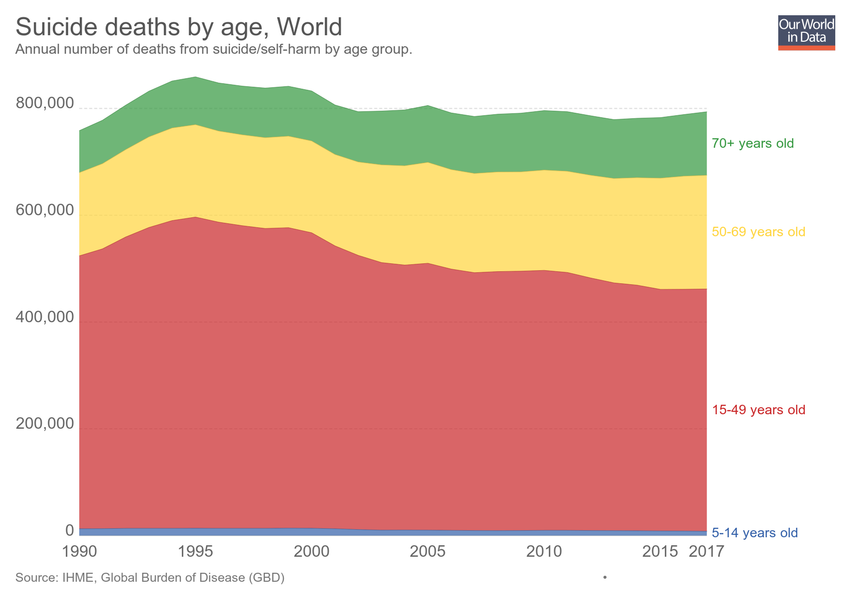 Suicide deaths by age, World
Annual number of deaths from suicide/self-harm by age group.
Our World
in Data
800,000
600,000
400,000
200,000
0
70+ years old
50-69 years old
15-49 years old
5-14 years old
1990
1995
2000
2005
2010
2015
2017
Source: IHME, Global Burden of Disease (GBD)